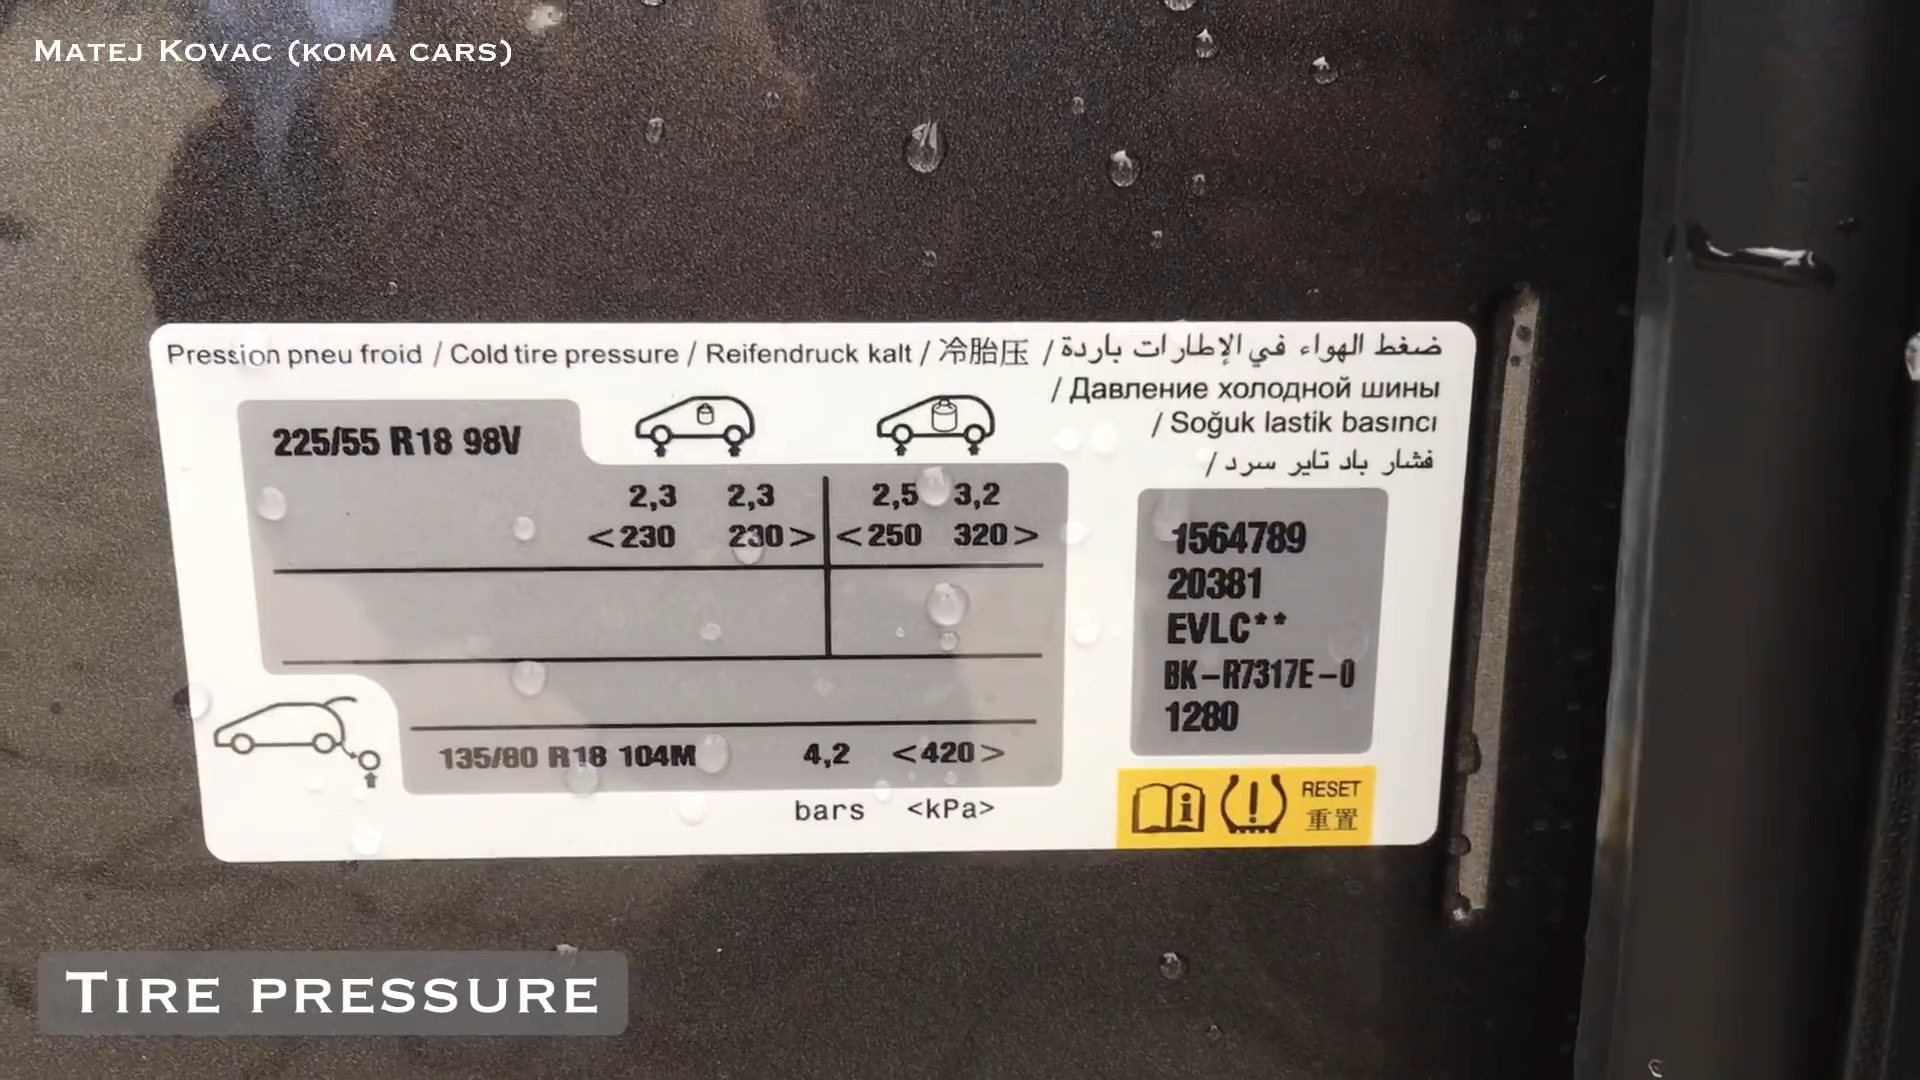 MATEJ KOVAC (KOMA CARS)
Pression pneu froid / Cold tire pressure / Reifendruck kalt / 冷胎压 / ضغط الهواء في الإطارات باردة
/ Давление холодной шины
/ Soğuk lastik basıncı
/ فشار باد تایر سرد
225/55 R18 98V
2,3 2,3 2,5 3,2
<230 230> <250 320>
135/80 R18 104M 4,2 <420>
bars <kPa>
1564789
20381
EVLC**
BK-R7317E-0
1280
RESET
重置
TIRE PRESSURE